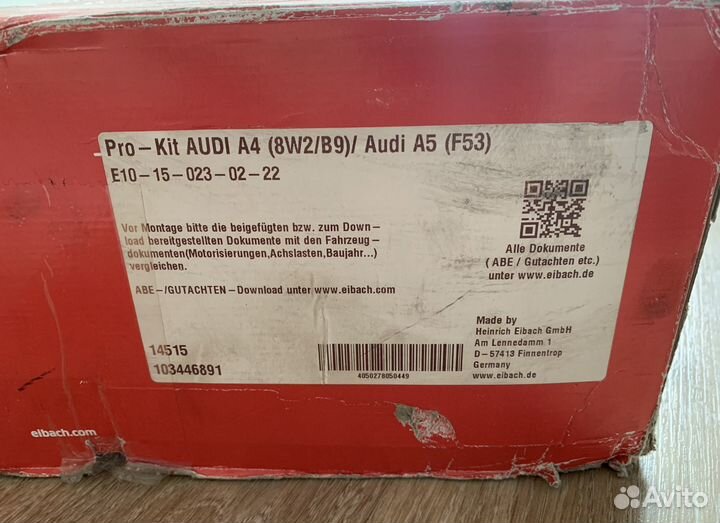 Pro-Kit AUDI A4 (8W2/B9)/ Audi A5 (F53)
E10-15-023-02-22
Vor Montage bitte die beigefügten bzw. zum Down-
load bereitgestellten Dokumente mit den Fahrzeug-
dokumenten(Motorisierungen,Achslasten,Baujahr...)
vergleichen.
ABE-/GUTACHTEN-Download unter www.eibach.com
Alle Dokumente
( ABE / Gutachten etc.)
unter www.eibach.de
14515
103446891
4050278050449
Made by
Heinrich Eibach GmbH
Am Lennedamm 1
D-57413 Finnentrop
Germany
www.eibach.de
eibach.com
Avito